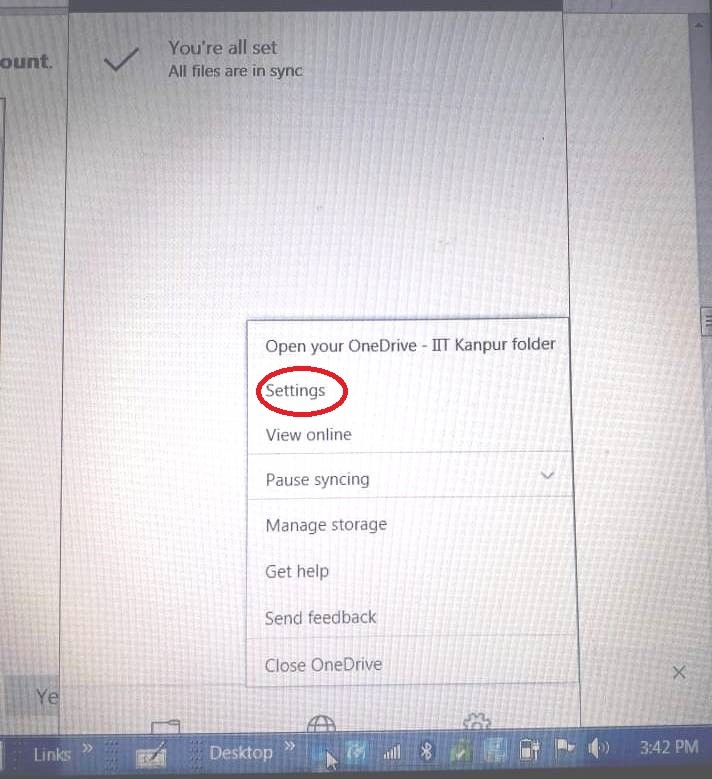 ount.
You're all set
All files are in sync
Open your OneDrive - IIT Kanpur folder
Settings
View online
Pause syncing
Manage storage
Get help
Send feedback
Close OneDrive
Ye
Links »
Desktop »
3:42 PM